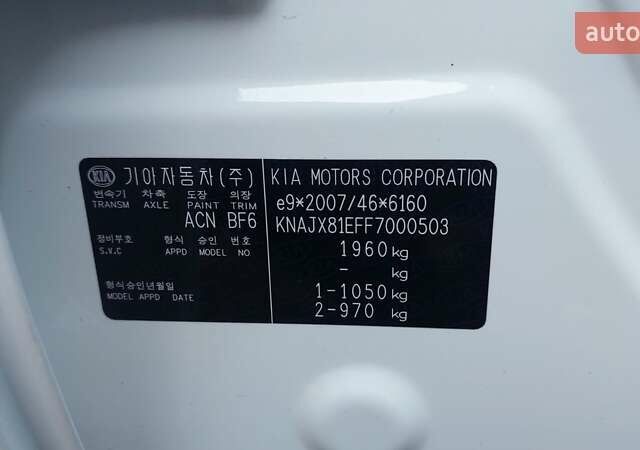 auto
KIA 기아자동차(주)
변속기 차축 도장 의장
TRANSM AXLE PAINT TRIM
ACN BF6
정비부호 형식 승인 번호
S.V.C APPD MODEL NO
형식승인년월일
MODEL APPD DATE
KIA MOTORS CORPORATION
e9*2007/46*6160
KNAJX81EFF7000503
1960 kg
- kg
1-1050 kg
2-970 kg